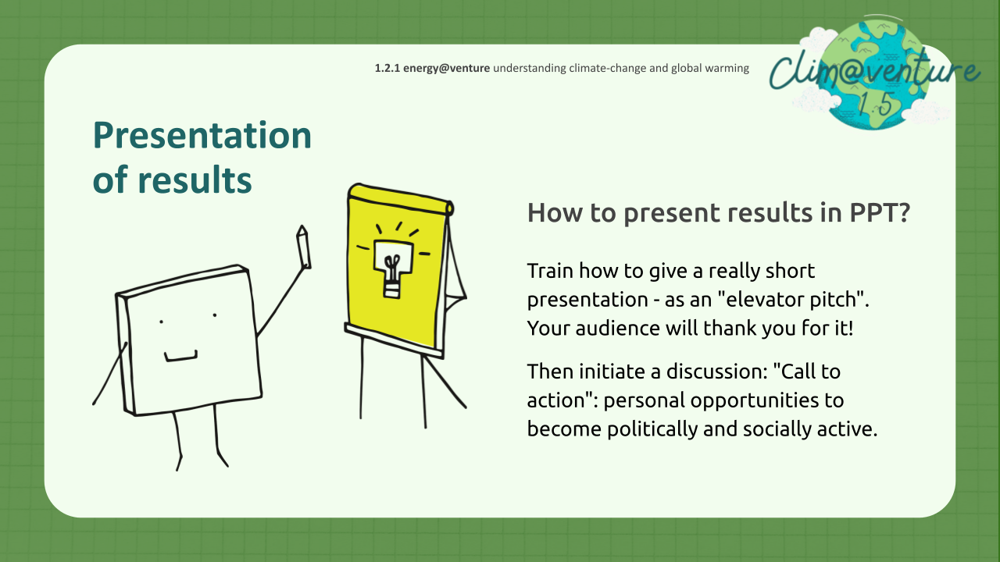 1.2.1 energy@venture understanding climate-change and global warming
Clim@venture
1.5
Presentation
of results
How to present results in PPT?
Train how to give a really short
presentation - as an "elevator pitch".
Your audience will thank you for it!
Then initiate a discussion: "Call to
action": personal opportunities to
become politically and socially active.